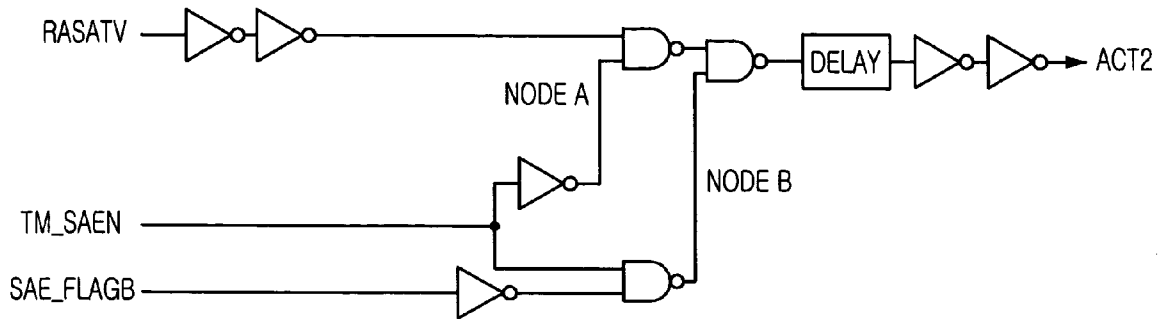 RASATV
DELAY
ACT2
NODE A
NODE B
TM_SAEN
SAE_FLAGB